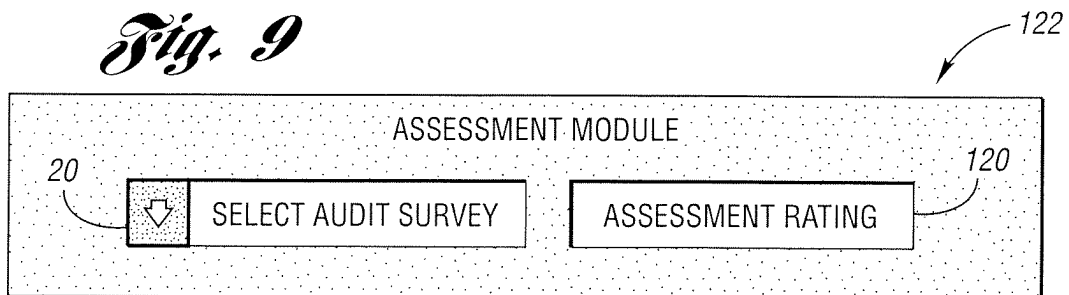 Fig. 9
122
ASSESSMENT MODULE
20
SELECT AUDIT SURVEY
ASSESSMENT RATING
120